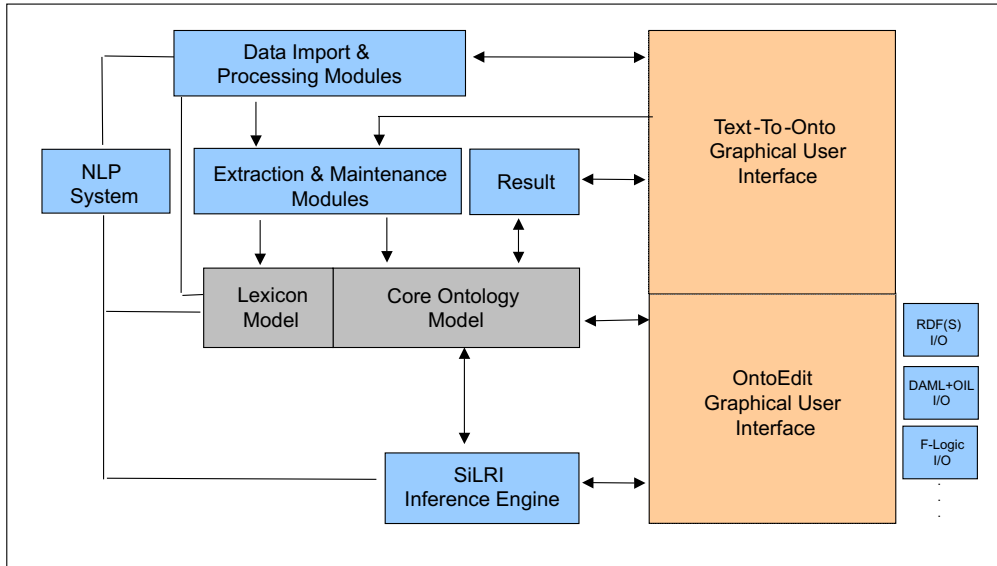 Data Import &
Processing Modules
Text-To-Onto
Graphical User
Interface
NLP
System
Extraction & Maintenance
Modules
Result
Lexicon
Model
Core Ontology
Model
OntoEdit
Graphical User
Interface
RDF(S)
I/O
DAML+OIL
I/O
F-Logic
I/O
.
.
.
SiLRI
Inference Engine